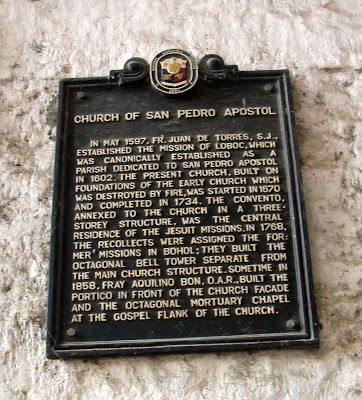 CHURCH OF SAN PEDRO APOSTOL
IN MAY 1597, FR. JUAN DE TORRES, S.J.,
ESTABLISHED THE MISSION OF LOBOC, WHICH
WAS CANONICALLY ESTABLISHED AS A
PARISH DEDICATED TO SAN PEDRO APOSTOL
IN 1602. THE PRESENT CHURCH, BUILT ON
FOUNDATIONS OF THE EARLY CHURCH WHICH
WAS DESTROYED BY FIRE, WAS STARTED IN 1670
AND COMPLETED IN 1734. THE CONVENTO,
ANNEXED TO THE CHURCH IN A THREE-
STOREY STRUCTURE, WAS THE CENTRAL
RESIDENCE OF THE JESUIT MISSIONS. IN 1768,
THE RECOLLECTS WERE ASSIGNED THE FOR-
MER MISSIONS IN BOHOL; THEY BUILT THE
OCTAGONAL BELL TOWER SEPARATE FROM
THE MAIN CHURCH STRUCTURE. SOMETIME IN
1858, FRAY AQUILINO BON, O.A.R., BUILT THE
PORTICO IN FRONT OF THE CHURCH FACADE
AND THE OCTAGONAL MORTUARY CHAPEL
AT THE GOSPEL FLANK OF THE CHURCH.